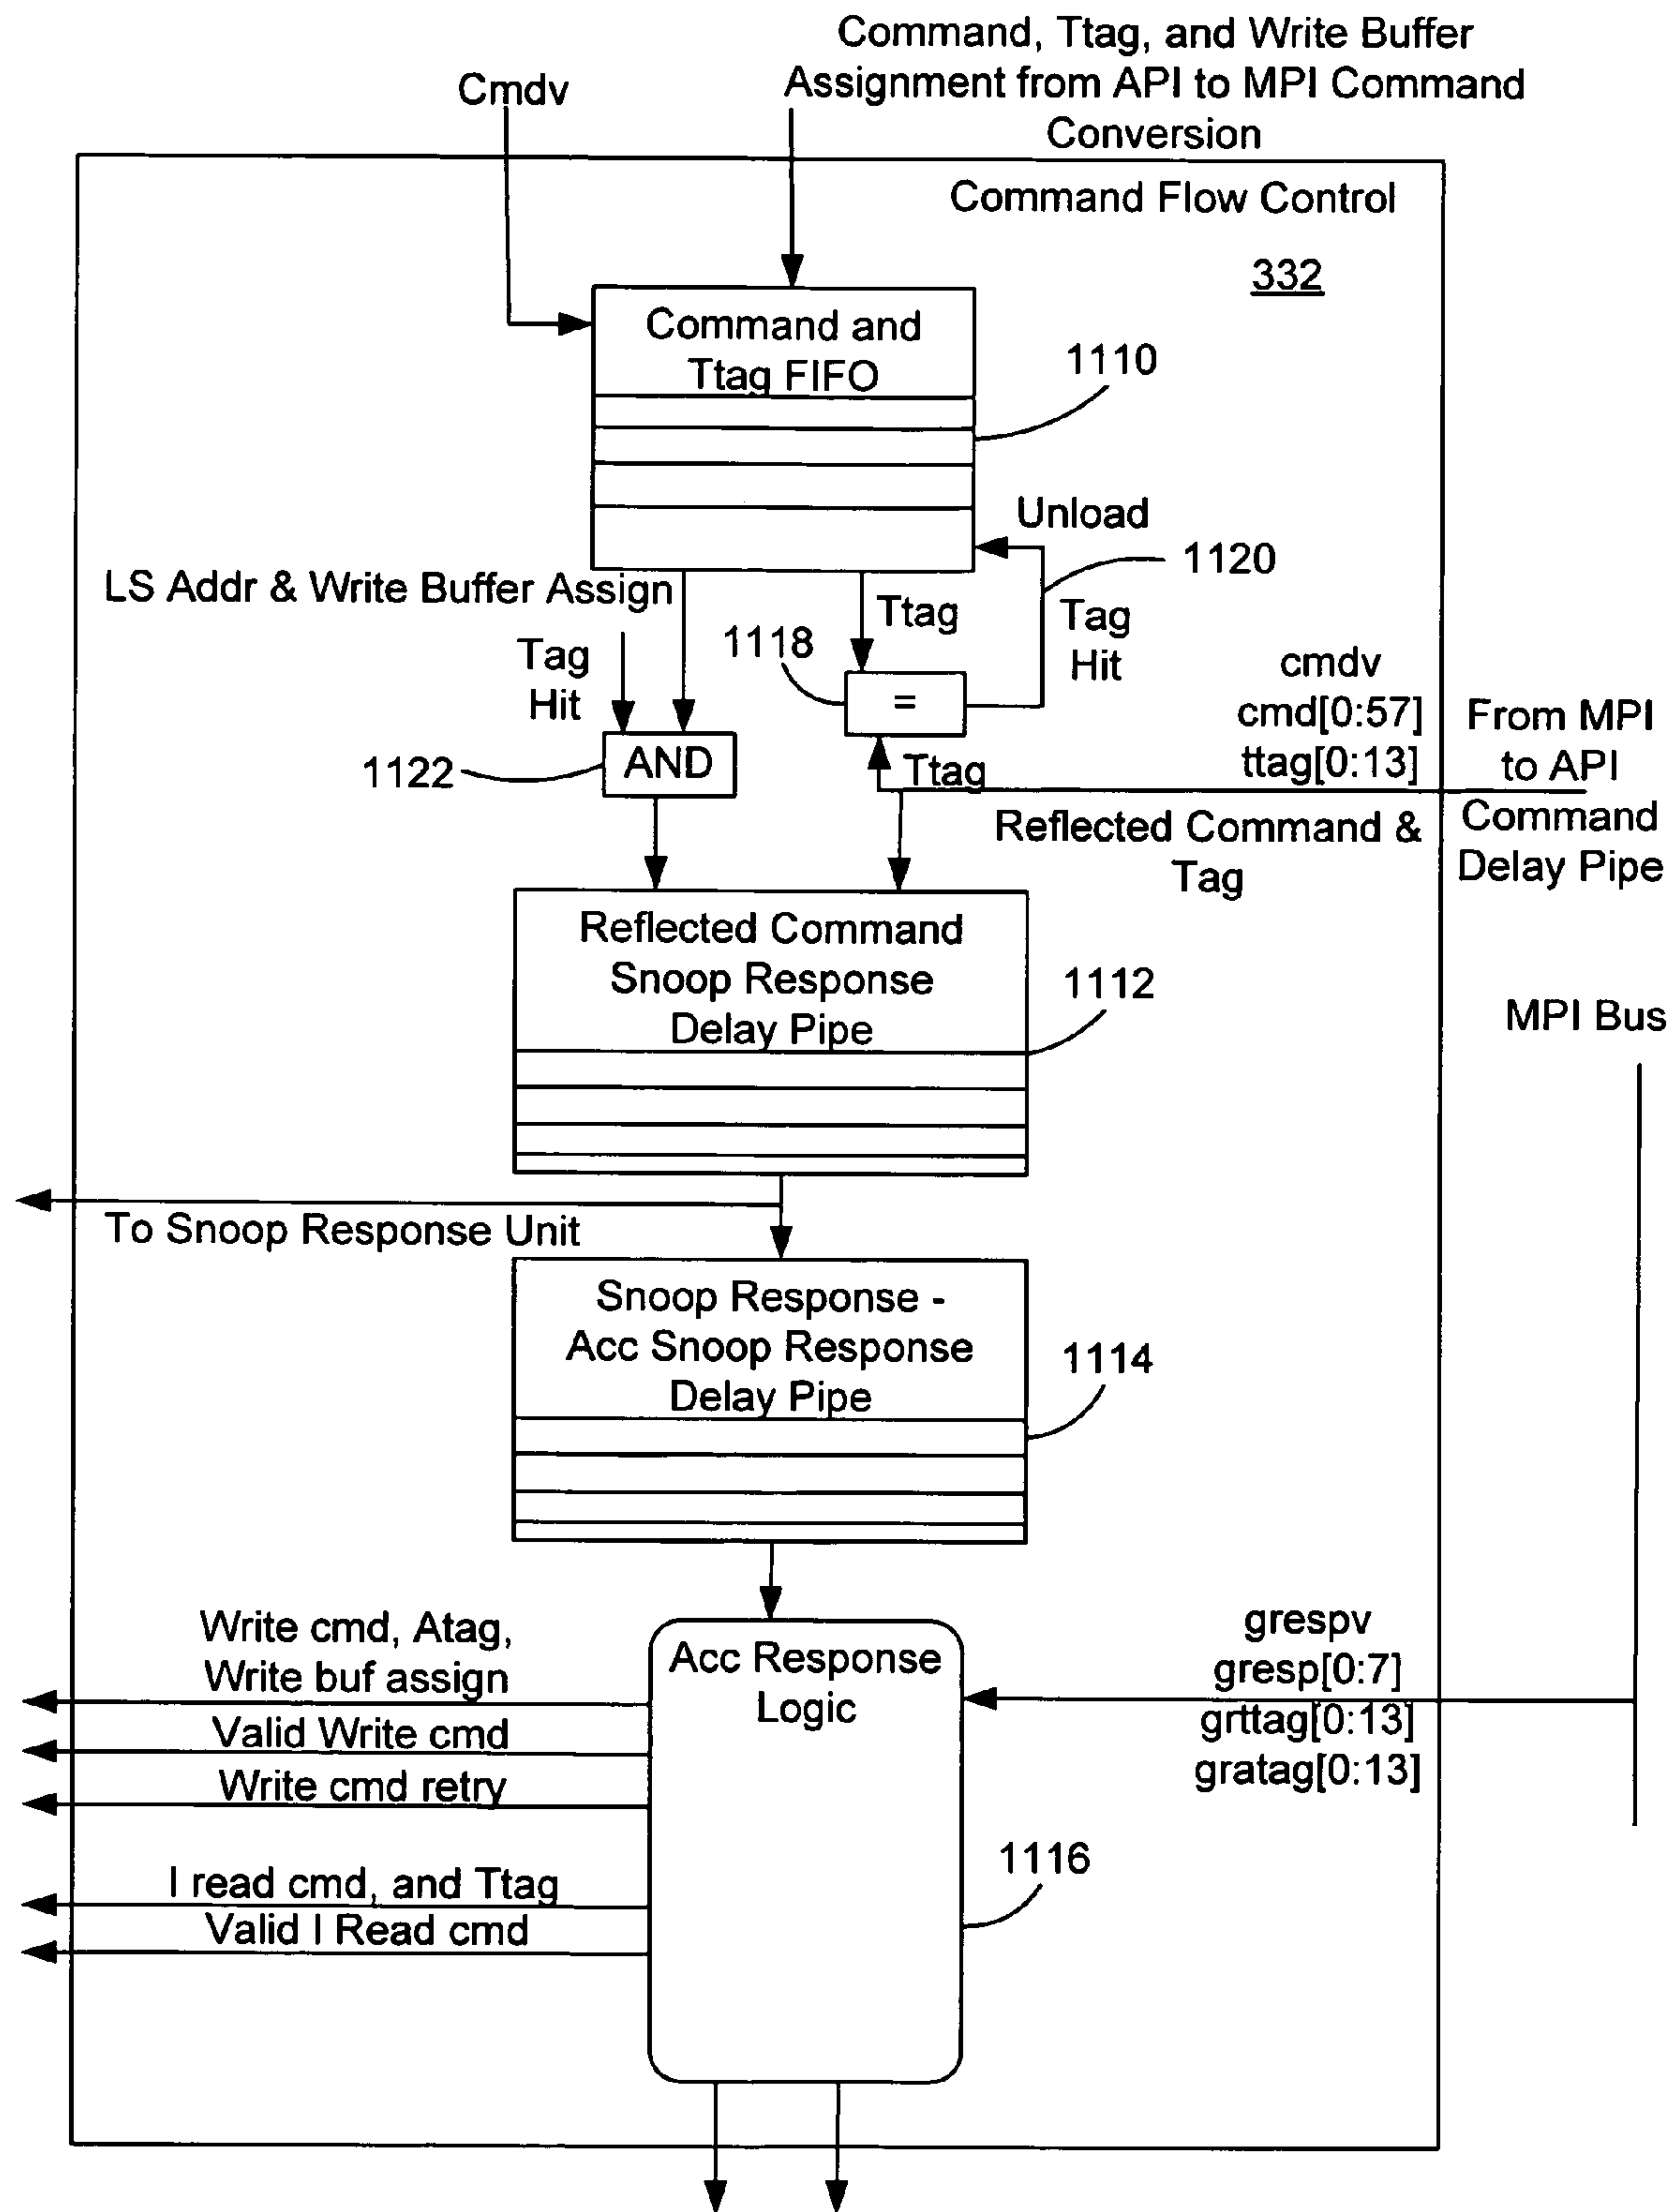 Command, Ttag, and Write Buffer
Assignment from API to MPI Command
Conversion
Cmdv
Command Flow Control
332
Command and
Ttag FIFO
1110
Unload
1120
LS Addr & Write Buffer Assign
Ttag
Tag
Hit
1118
Tag
Hit
=
cmdv
cmd[0:57]
ttag[0:13]
From MPI
to API
Command
Delay Pipe
AND
1122
Ttag
Reflected Command &
Tag
Reflected Command
Snoop Response
Delay Pipe
1112
MPI Bus
To Snoop Response Unit
Snoop Response -
Acc Snoop Response
Delay Pipe
1114
Write cmd, Atag,
Write buf assign
Valid Write cmd
Write cmd retry
I read cmd, and Ttag
Valid I Read cmd
Acc Response
Logic
grespv
gresp[0:7]
grttag[0:13]
gratag[0:13]
1116